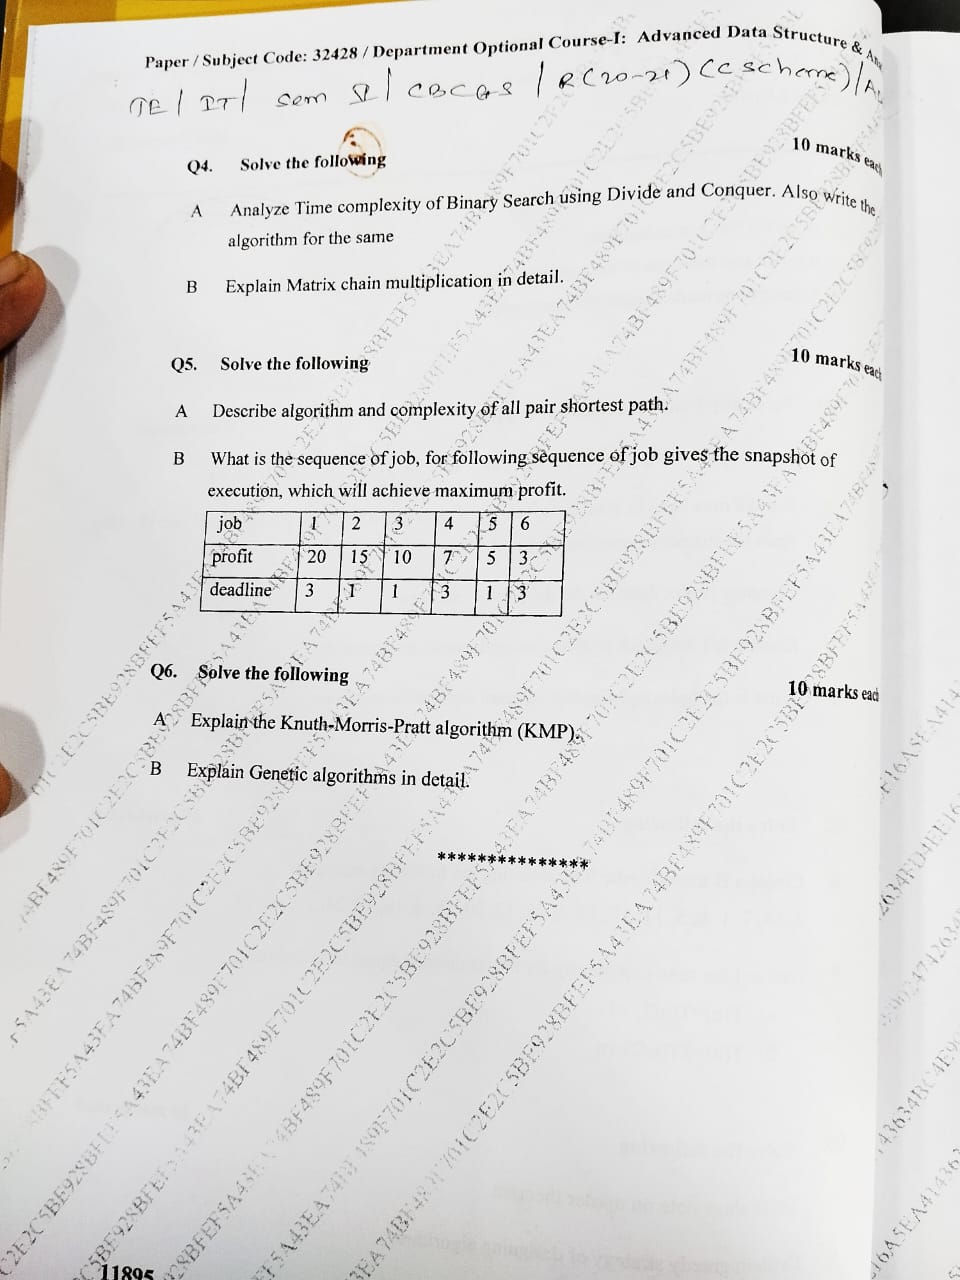 Paper / Subject Code: 32428 / Department Optional Course-I: Advanced Data Structure &
TE / IT / sem / CBCGS / R(20-21) (C scheme) /
10 marks each
Q4. Solve the following
A Analyze Time complexity of Binary Search using Divide and Conquer. Also write the
algorithm for the same
B Explain Matrix chain multiplication in detail.
10 marks each
Q5. Solve the following
A Describe algorithm and complexity of all pair shortest path.
B What is the sequence of job, for following sequence of job gives the snapshot of
execution, which will achieve maximum profit.
job 1 2 3 4 5 6
profit 20 15 10 7 5 3
deadline 3 1 1 3 1 3
Q6. Solve the following
10 marks each
A Explain the Knuth-Morris-Pratt algorithm (KMP).
B Explain Genetic algorithms in detail.
***************
11895